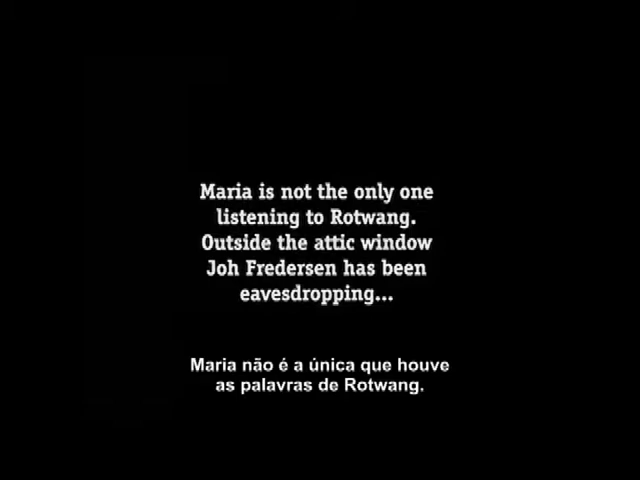 Maria is not the only one
listening to Rotwang.
Outside the attic window
Joh Fredersen has been
eavesdropping...
Maria não é a única que houve
as palavras de Rotwang.